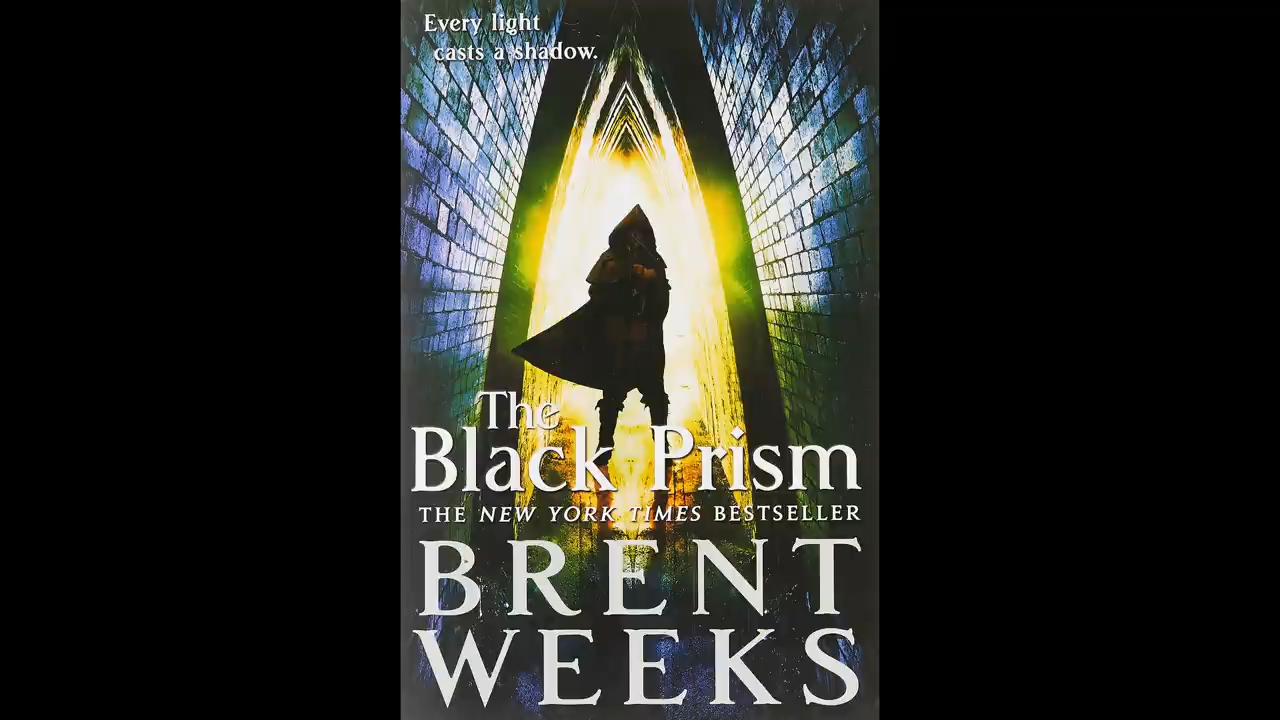 Every light
casts a shadow.
The
Black Prism
THE NEW YORK TIMES BESTSELLER
BRENT
WEEKS